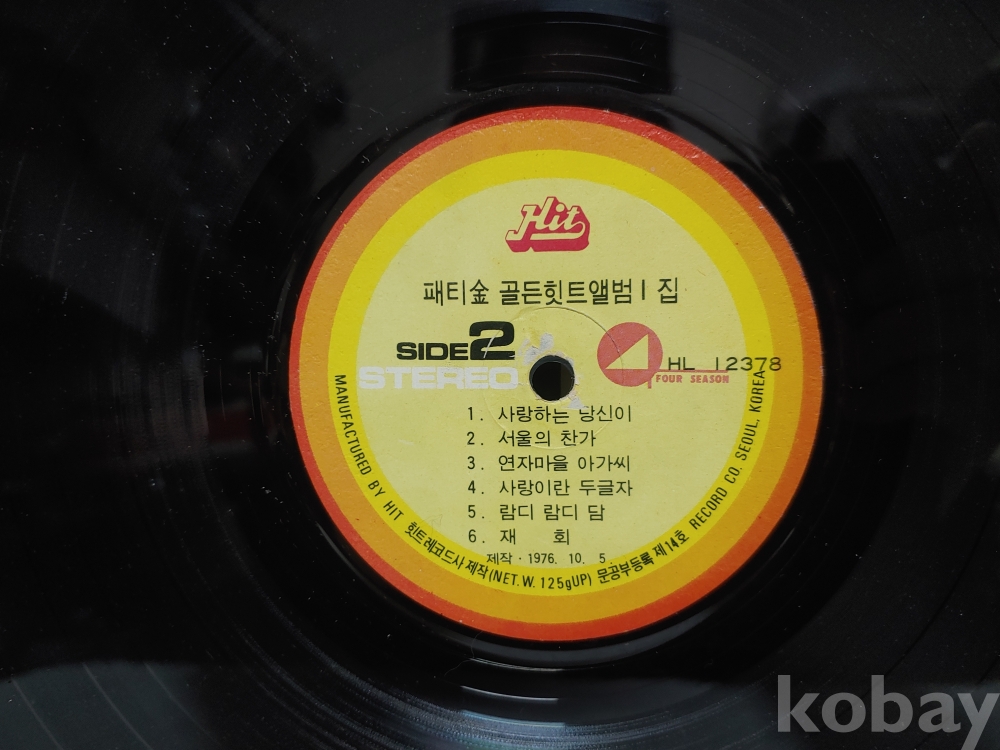 Hit
패티金 골든힛트앨범 1 집
SIDE 2
STEREO
HL 12378
FOUR SEASON
1. 사랑하는 당신이
2. 서울의 찬가
3. 연자마을 아가씨
4. 사랑이란 두글자
5. 람디 람디 담
6. 재 회
제작·1976. 10. 5.
MANUFACTURED BY HIT 힛트레코드사 제작(NET.W. 125gUP) 문공부등록 제14호 RECORD CO. SEOUL, KOREA
kobay